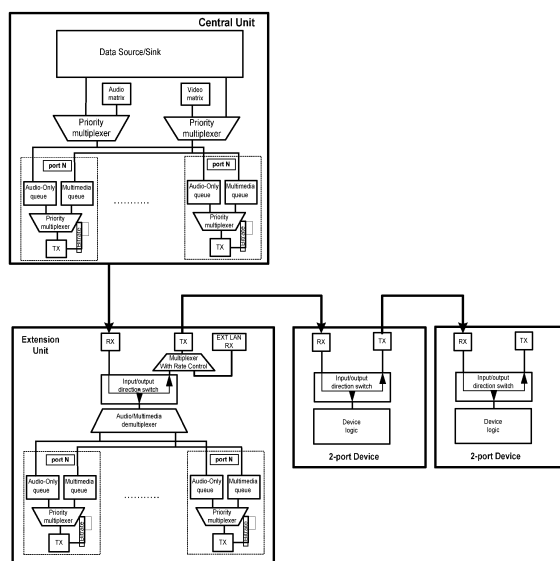 Central Unit
Data Source/Sink
Audio
matrix
Video
matrix
Priority
multiplexer
Priority
multiplexer
port N
port N
Audio-Only
queue
Multimedia
queue
Audio-Only
queue
Multimedia
queue
Priority
multiplexer
Priority
multiplexer
TX
TX
Extension
Unit
RX
TX
EXT LAN
RX
Multiplexer
With Rate Control
Input/output
direction switch
Audio/Multimedia
demultiplexer
port N
port N
Audio-Only
queue
Multimedia
queue
Audio-Only
queue
Multimedia
queue
Priority
multiplexer
Priority
multiplexer
TX
TX
RX
TX
Input/output
direction switch
Device
logic
2-port Device
RX
TX
Input/output
direction switch
Device
logic
2-port Device